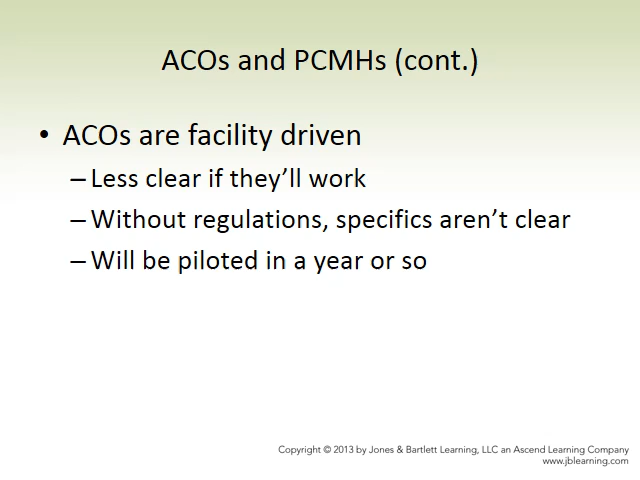 ACOs and PCMHs (cont.)
• ACOs are facility driven
– Less clear if they’ll work
– Without regulations, specifics aren’t clear
– Will be piloted in a year or so
Copyright © 2013 by Jones & Bartlett Learning, LLC an Ascend Learning Company
www.jblearning.com